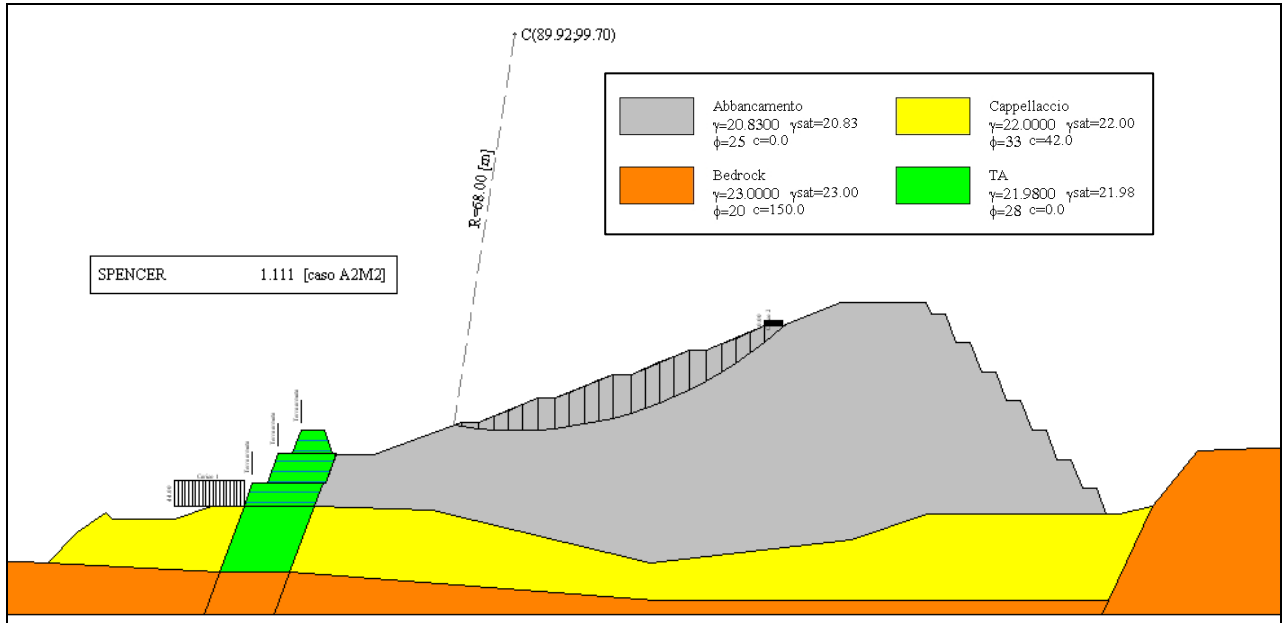 C(89.92;99.70)
R=68.00 [m]
Abbancamento
γ=20.8300 γsat=20.83
ϕ=25 c=0.0
Cappellaccio
γ=22.0000 γsat=22.00
ϕ=33 c=42.0
Bedrock
γ=23.0000 γsat=23.00
ϕ=20 c=150.0
TA
γ=21.9800 γsat=21.98
ϕ=28 c=0.0
SPENCER 1.111 [caso A2M2]